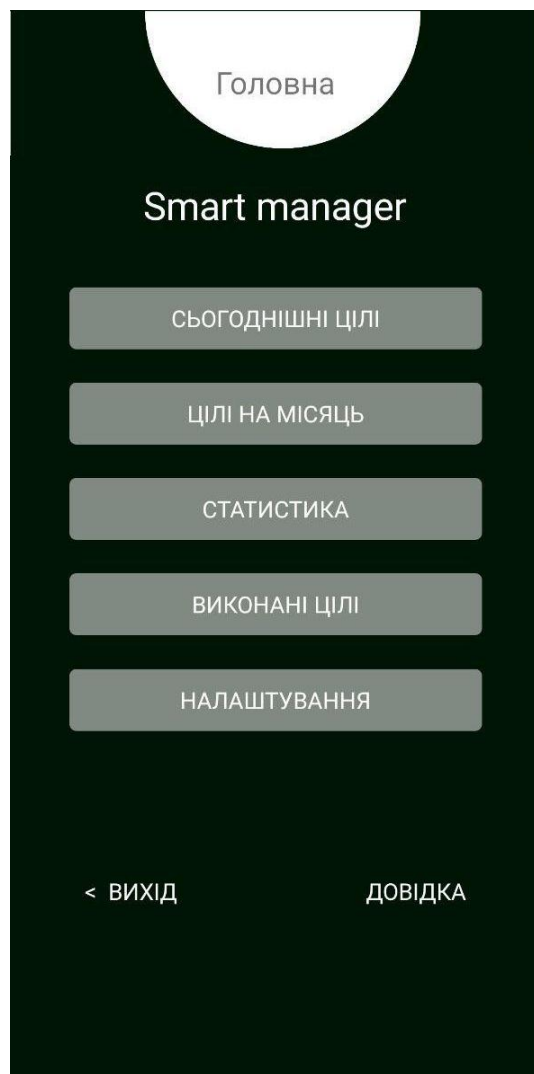 Головна
Smart manager
СЬОГОДНІШНІ ЦІЛІ
ЦІЛІ НА МІСЯЦЬ
СТАТИСТИКА
ВИКОНАНІ ЦІЛІ
НАЛАШТУВАННЯ
< ВИХІД
ДОВІДКА